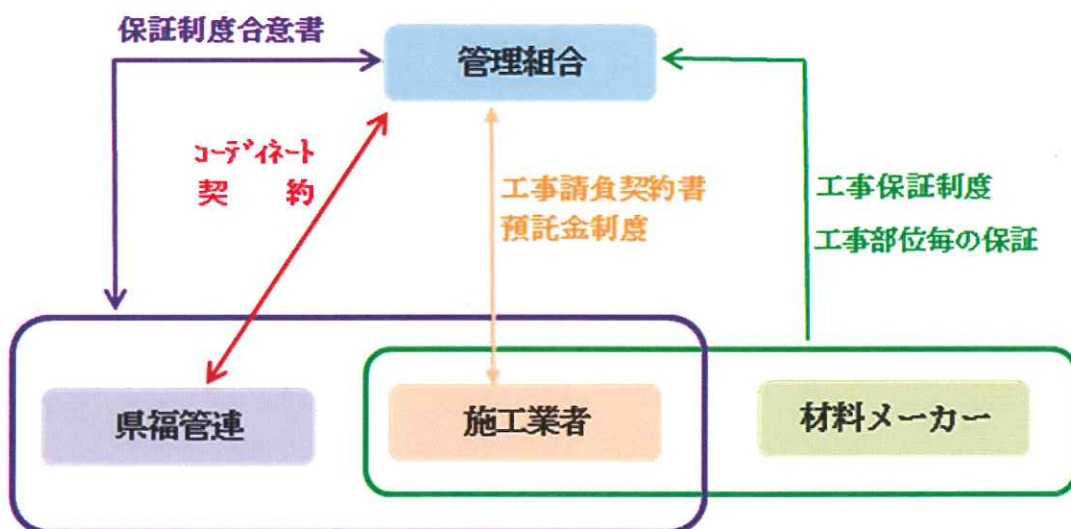 保証制度合意書
管理組合
コーディネート
契　約
工事請負契約書
預託金制度
工事保証制度
工事部位毎の保証
県福管連
施工業者
材料メーカー